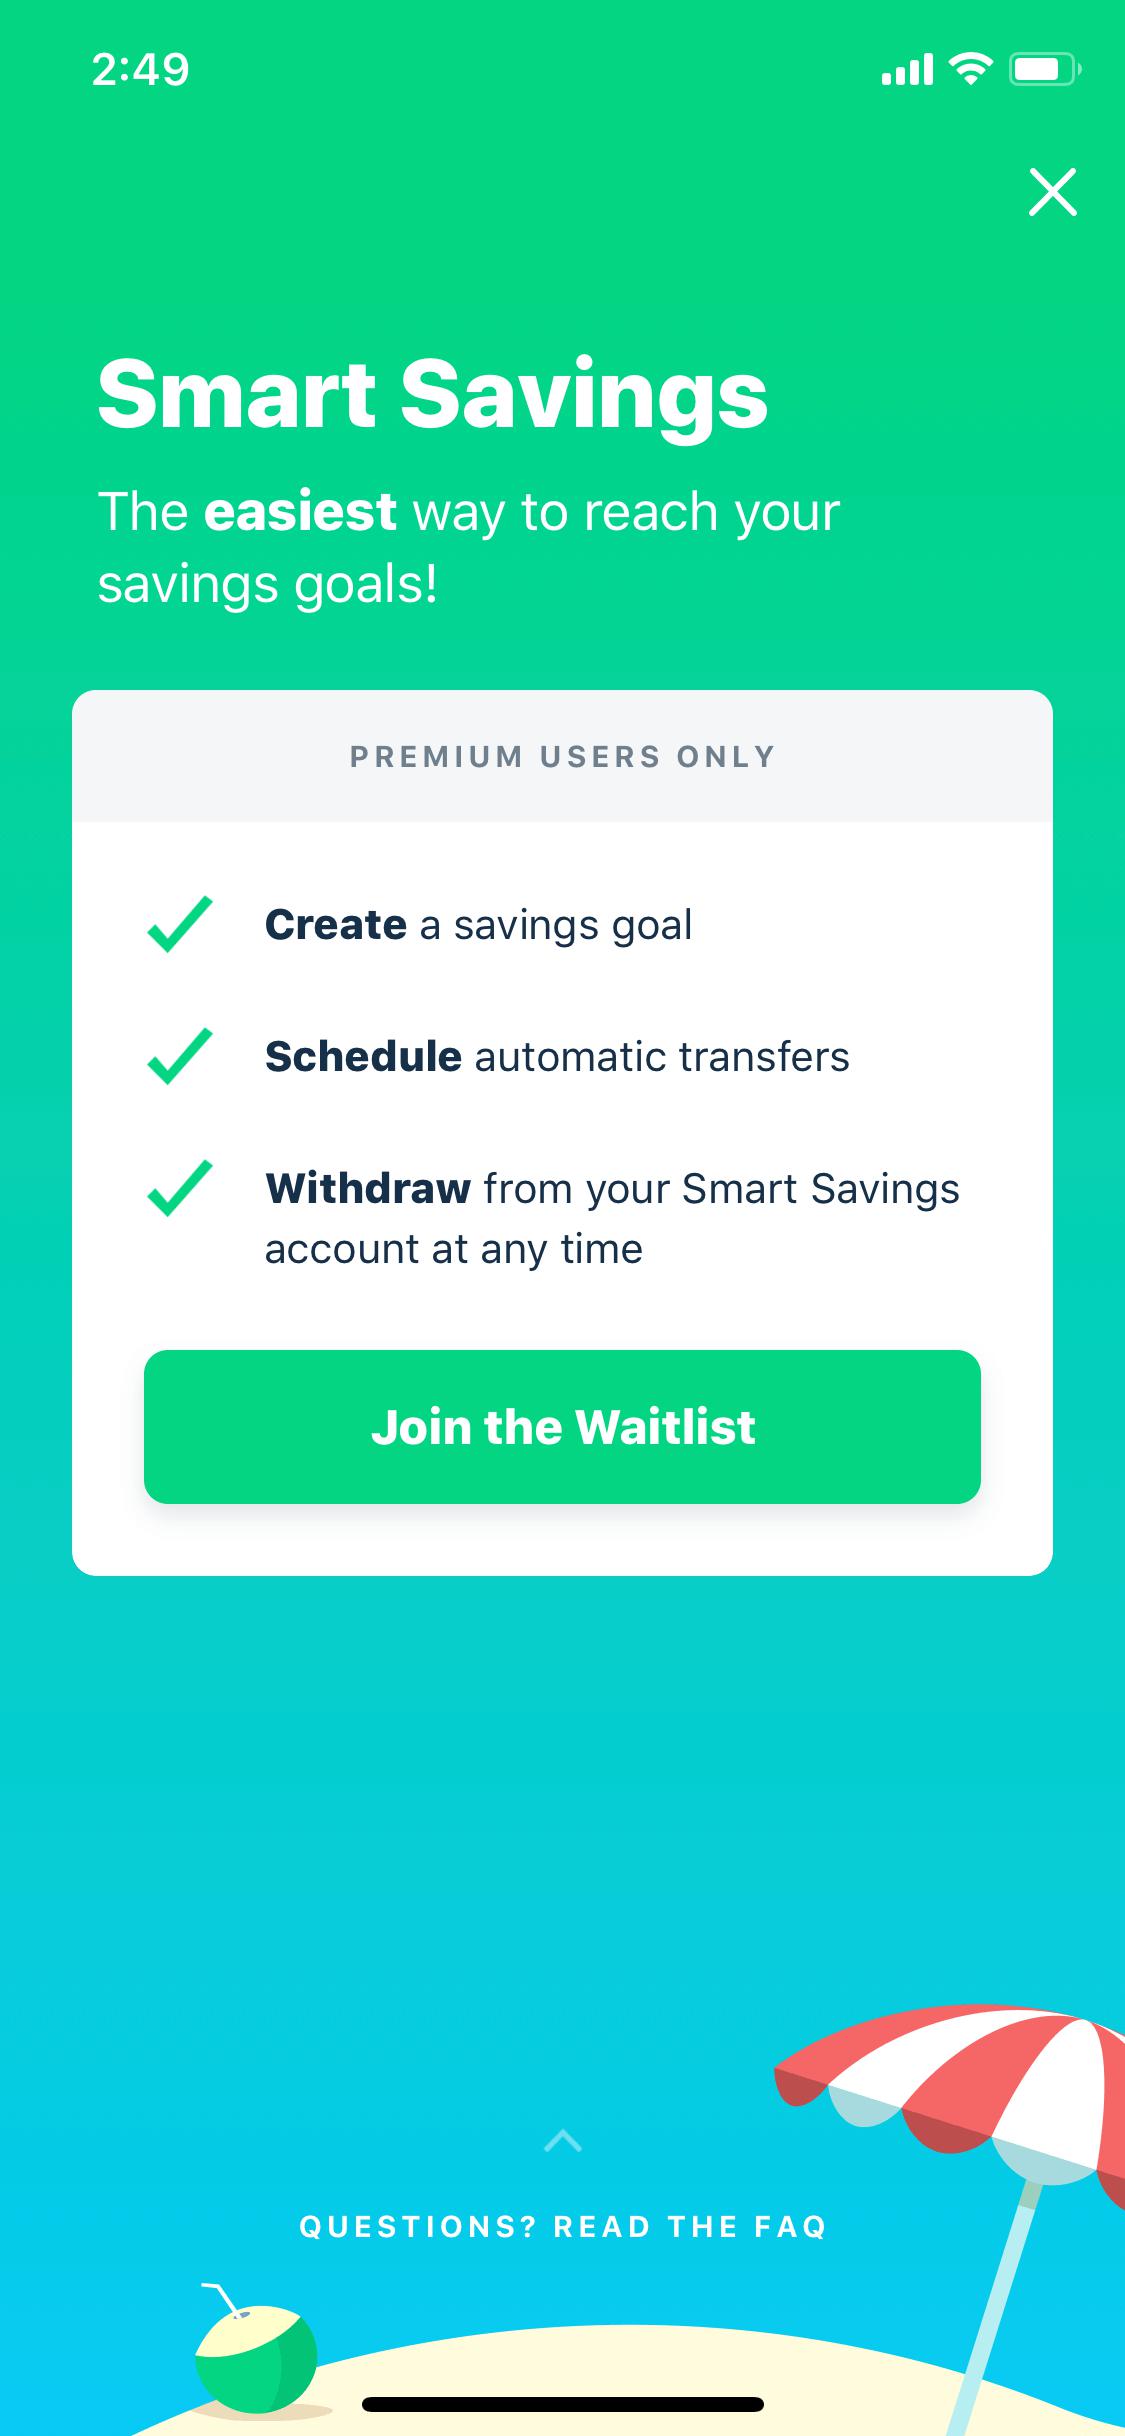 2:49
Smart Savings
The easiest way to reach your
savings goals!
PREMIUM USERS ONLY
Create a savings goal
Schedule automatic transfers
Withdraw from your Smart Savings
account at any time
Join the Waitlist
QUESTIONS? READ THE FAQ